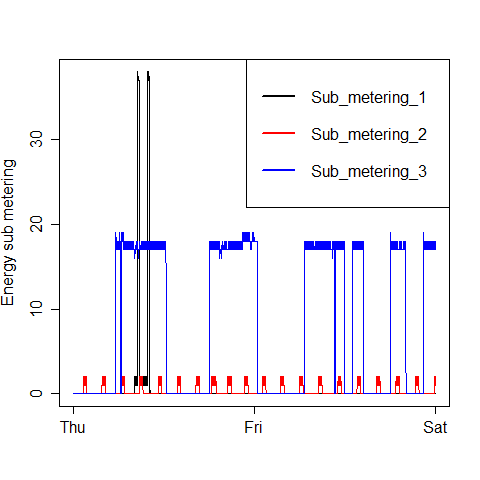 Sub_metering_1
Sub_metering_2
Sub_metering_3
Energy sub metering
30
20
10
0
Thu Fri Sat